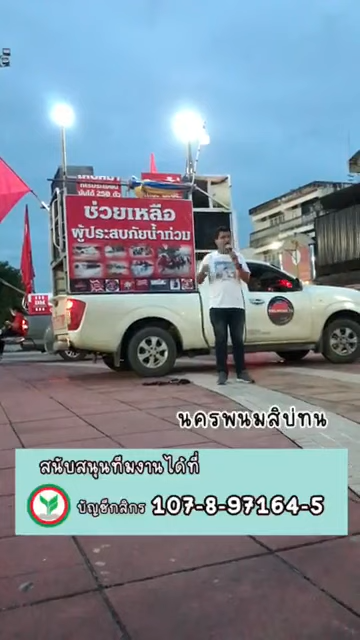 ช่วยเหลือ
ผู้ประสบภัยน้ำท่วม
นครพนมสิปทน
สนับสนุนทีมงานได้ที่
บัญชีกสิกร 107-8-97164-5